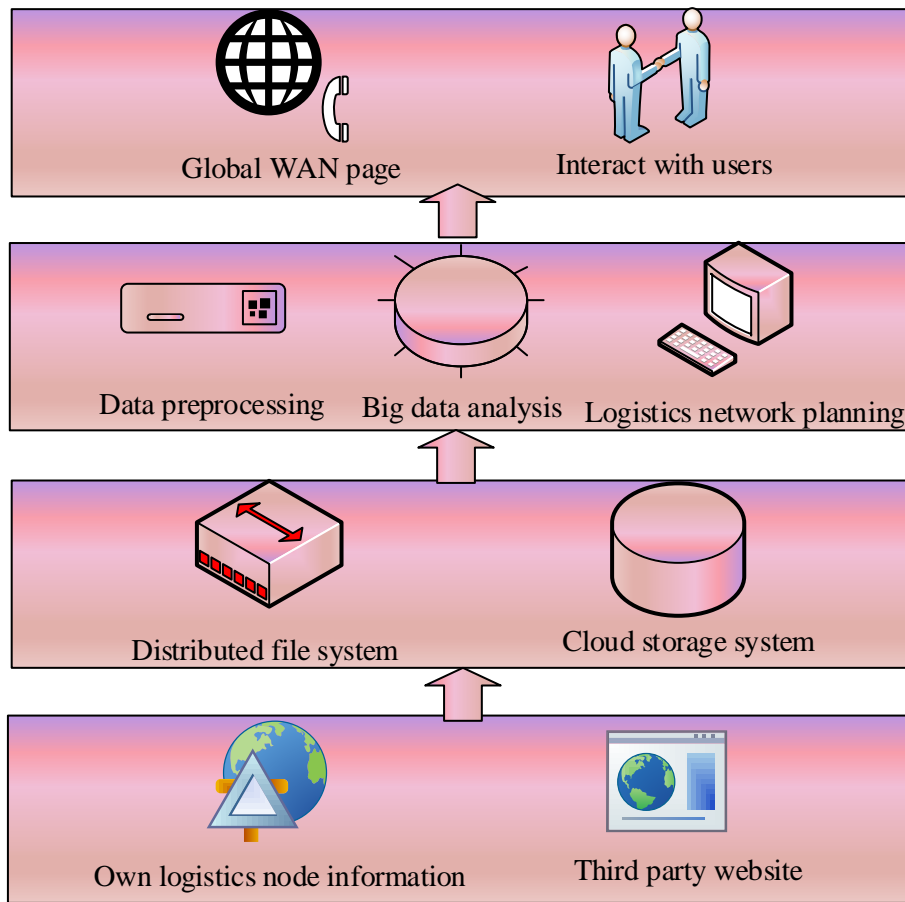 Global WAN page
Interact with users
Data preprocessing
Big data analysis
Logistics network planning
Distributed file system
Cloud storage system
Own logistics node information
Third party website